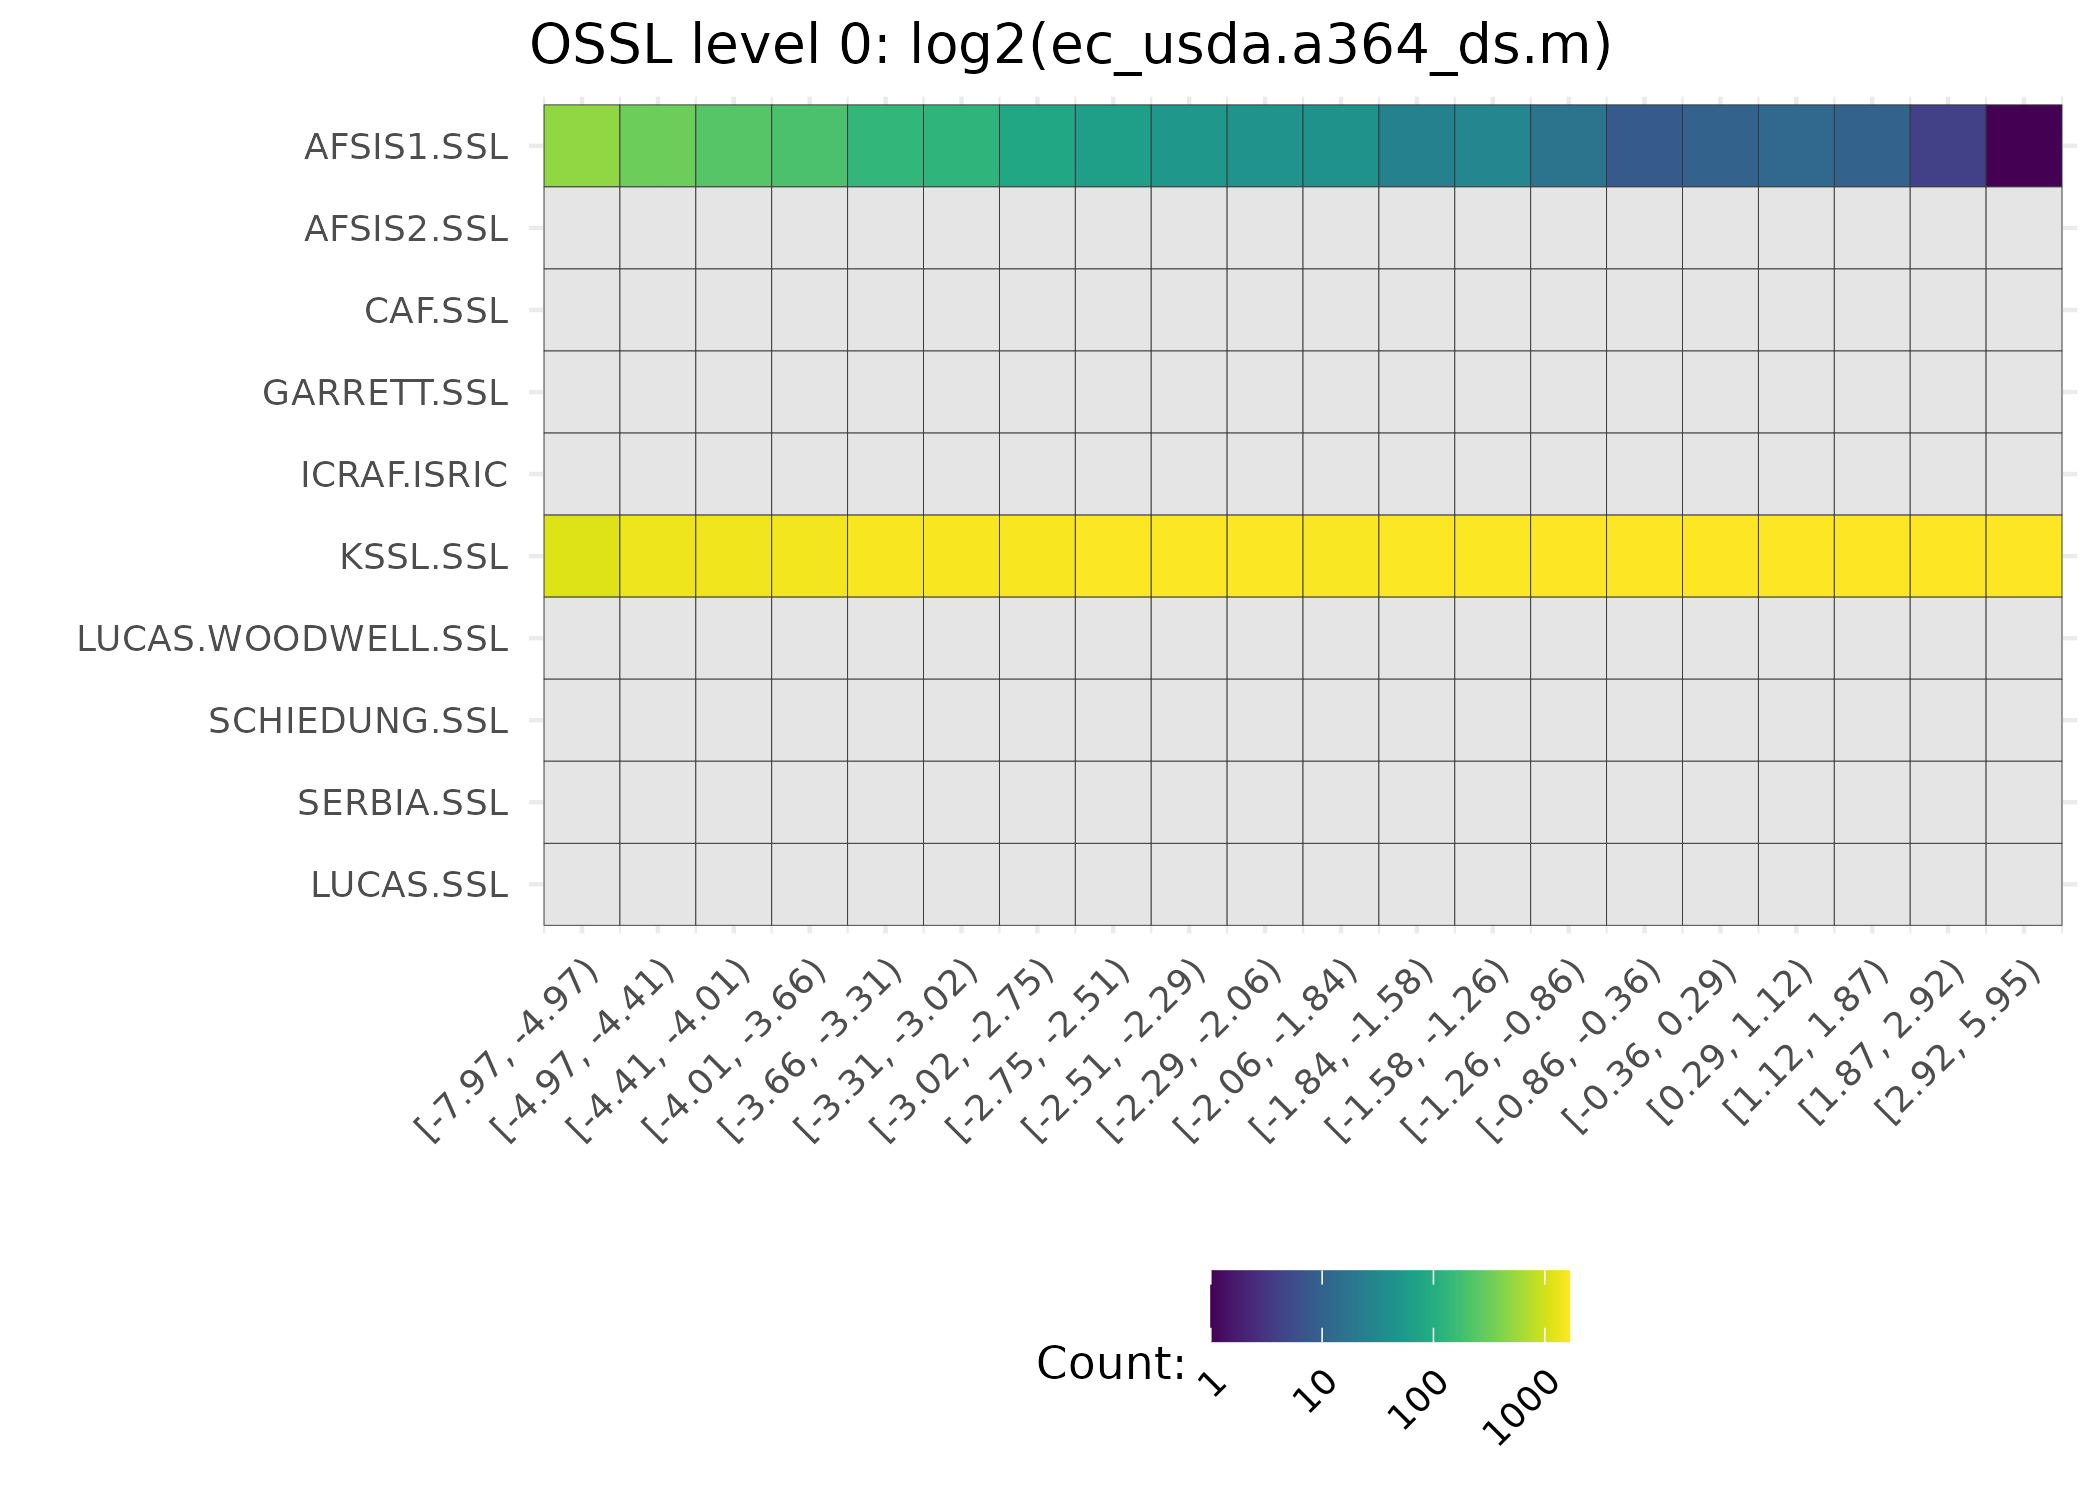 OSSL level 0: log2(ec_usda.a364_ds.m)
AFSIS1.SSL
AFSIS2.SSL
CAF.SSL
GARRETT.SSL
ICRAF.ISRIC
KSSL.SSL
LUCAS.WOODWELL.SSL
SCHIEDUNG.SSL
SERBIA.SSL
LUCAS.SSL
[-7.97, -4.97)
[-4.97, -4.41)
[-4.41, -4.01)
[-4.01, -3.66)
[-3.66, -3.31)
[-3.31, -3.02)
[-3.02, -2.75)
[-2.75, -2.51)
[-2.51, -2.29)
[-2.29, -2.06)
[-2.06, -1.84)
[-1.84, -1.58)
[-1.58, -1.26)
[-1.26, -0.86)
[-0.86, -0.36)
[-0.36, 0.29)
[0.29, 1.12)
[1.12, 1.87)
[1.87, 2.92)
[2.92, 5.95)
Count:
1
10
100
1000